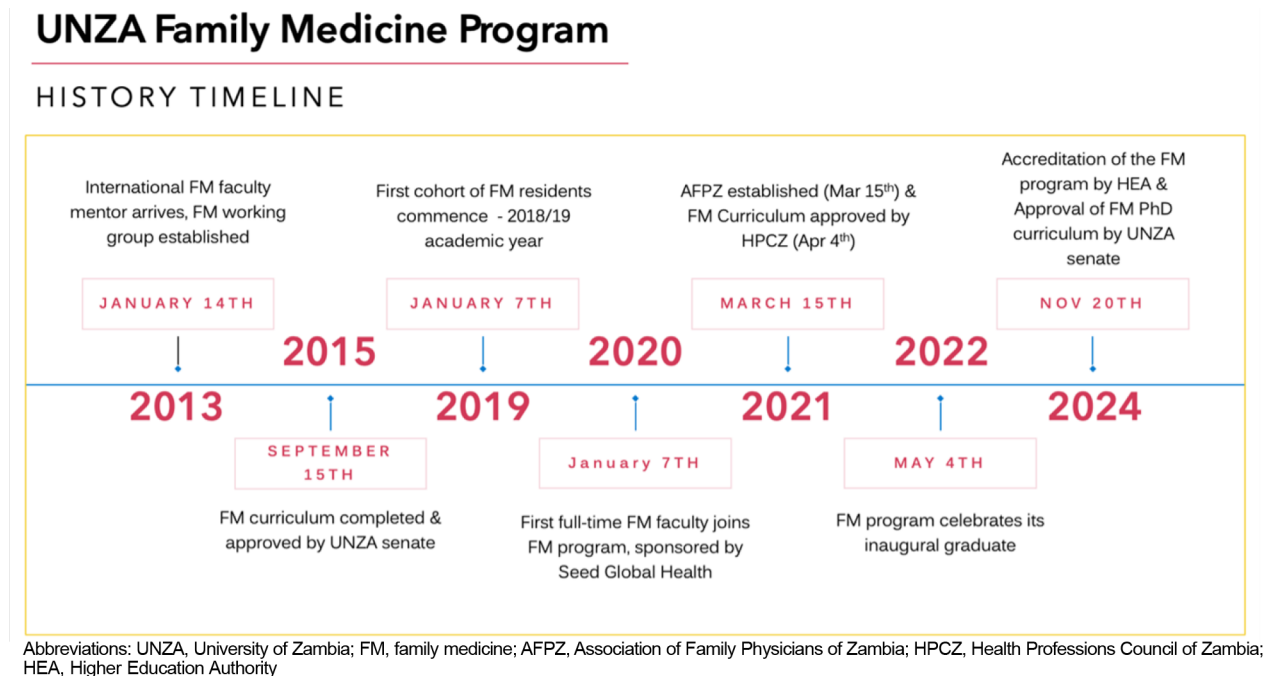 UNZA Family Medicine Program
HISTORY TIMELINE
International FM faculty
mentor arrives, FM working
group established
JANUARY 14TH
2013
2015
SEPTEMBER
15TH
FM curriculum completed &
approved by UNZA senate
First cohort of FM residents
commence - 2018/19
academic year
JANUARY 7TH
2019
2020
January 7TH
First full-time FM faculty joins
FM program, sponsored by
Seed Global Health
AFPZ established (Mar 15th) &
FM Curriculum approved by
HPCZ (Apr 4th)
MARCH 15TH
2021
2022
MAY 4TH
FM program celebrates its
inaugural graduate
Accreditation of the FM
program by HEA &
Approval of FM PhD
curriculum by UNZA
senate
NOV 20TH
2024
Abbreviations: UNZA, University of Zambia; FM, family medicine; AFPZ, Association of Family Physicians of Zambia; HPCZ, Health Professions Council of Zambia;
HEA, Higher Education Authority